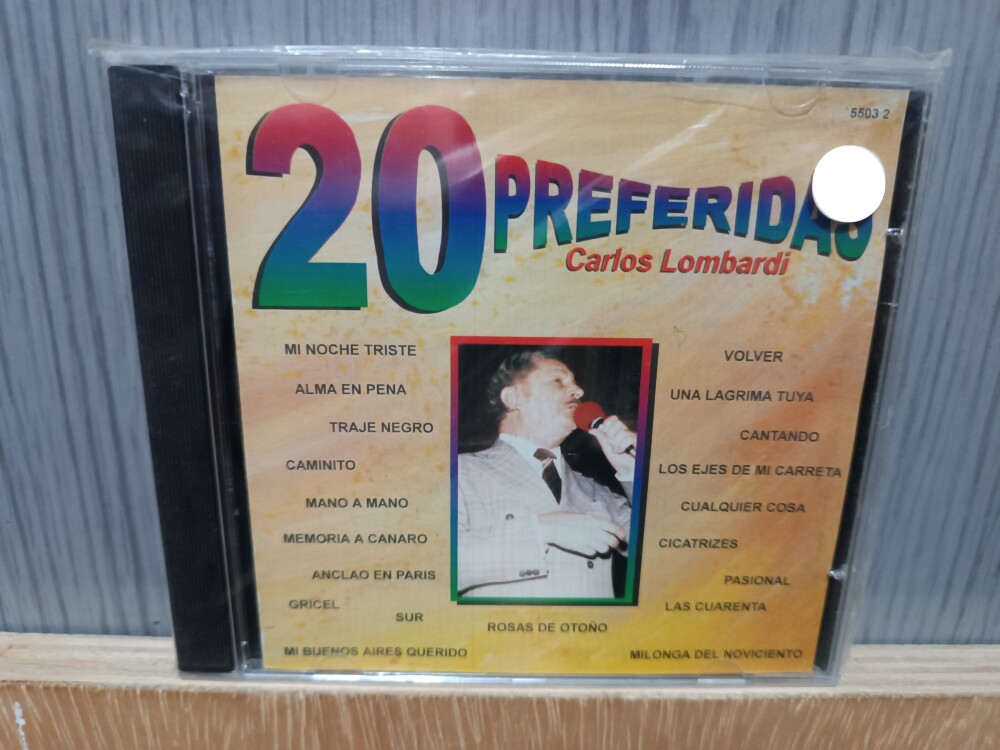 5503 2
20 PREFERIDAS
Carlos Lombardi
MI NOCHE TRISTE
ALMA EN PENA
TRAJE NEGRO
CAMINITO
MANO A MANO
MEMORIA A CANARO
ANCLAO EN PARIS
GRICEL
SUR
MI BUENOS AIRES QUERIDO
ROSAS DE OTOÑO
VOLVER
UNA LAGRIMA TUYA
CANTANDO
LOS EJES DE MI CARRETA
CUALQUIER COSA
CICATRIZES
PASIONAL
LAS CUARENTA
MILONGA DEL NOVICIENTO